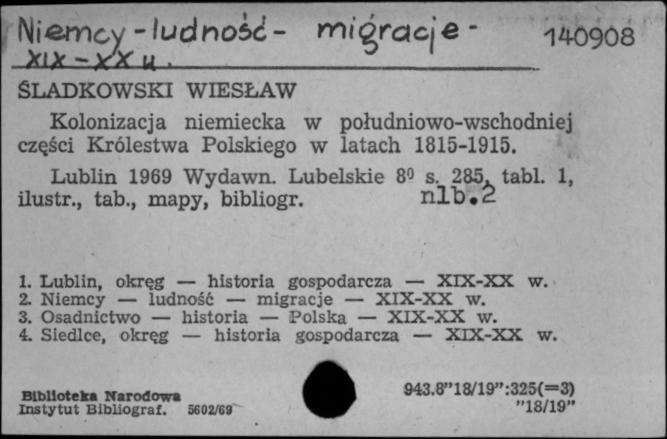 Niemcy - ludność - migracje - 140908
XIX - XX w.
ŚLADKOWSKI WIESŁAW
Kolonizacja niemiecka w południowo-wschodniej
części Królestwa Polskiego w latach 1815-1915.
Lublin 1969 Wydawn. Lubelskie 8⁰ s. 285, tabl. 1,
ilustr., tab., mapy, bibliogr. nlb. 2
1. Lublin, okręg — historia gospodarcza — XIX-XX w.
2. Niemcy — ludność — migracje — XIX-XX w.
3. Osadnictwo — historia — Polska — XIX-XX w.
4. Siedlce, okręg — historia gospodarcza — XIX-XX w.
Biblioteka Narodowa 943.8"18/19":325(=3)
Instytut Bibliograf. 5602/69 "18/19"